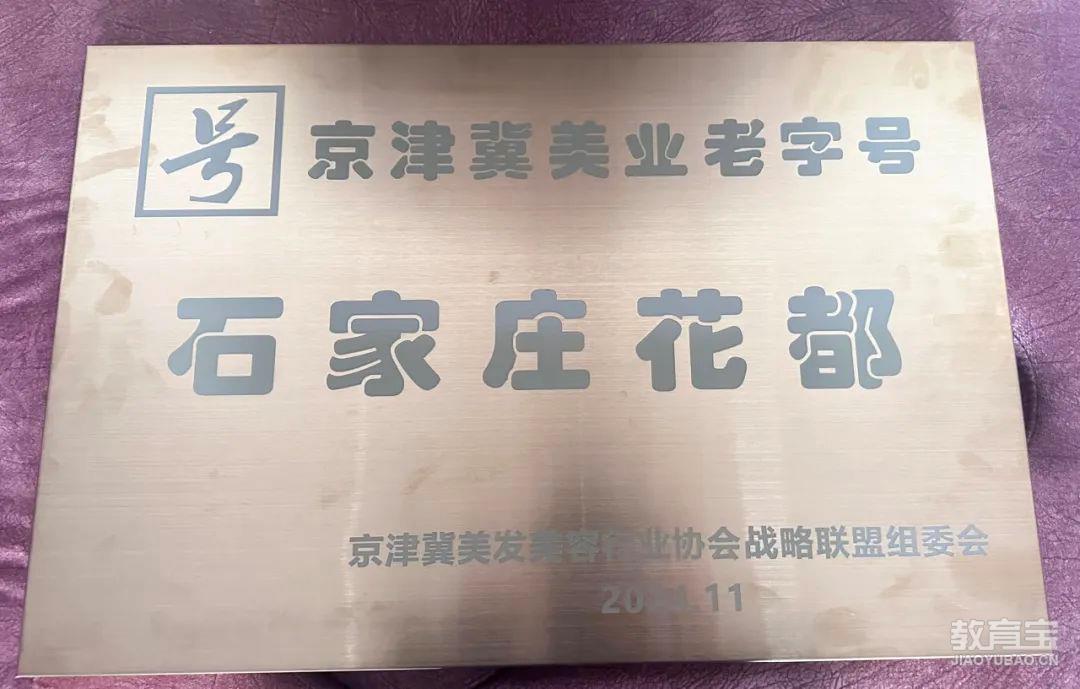 号 京津冀美业老字号
石家庄花都
京津冀美发美容行业协会战略联盟组委会
教育宝
JIAOYUBAO.CN